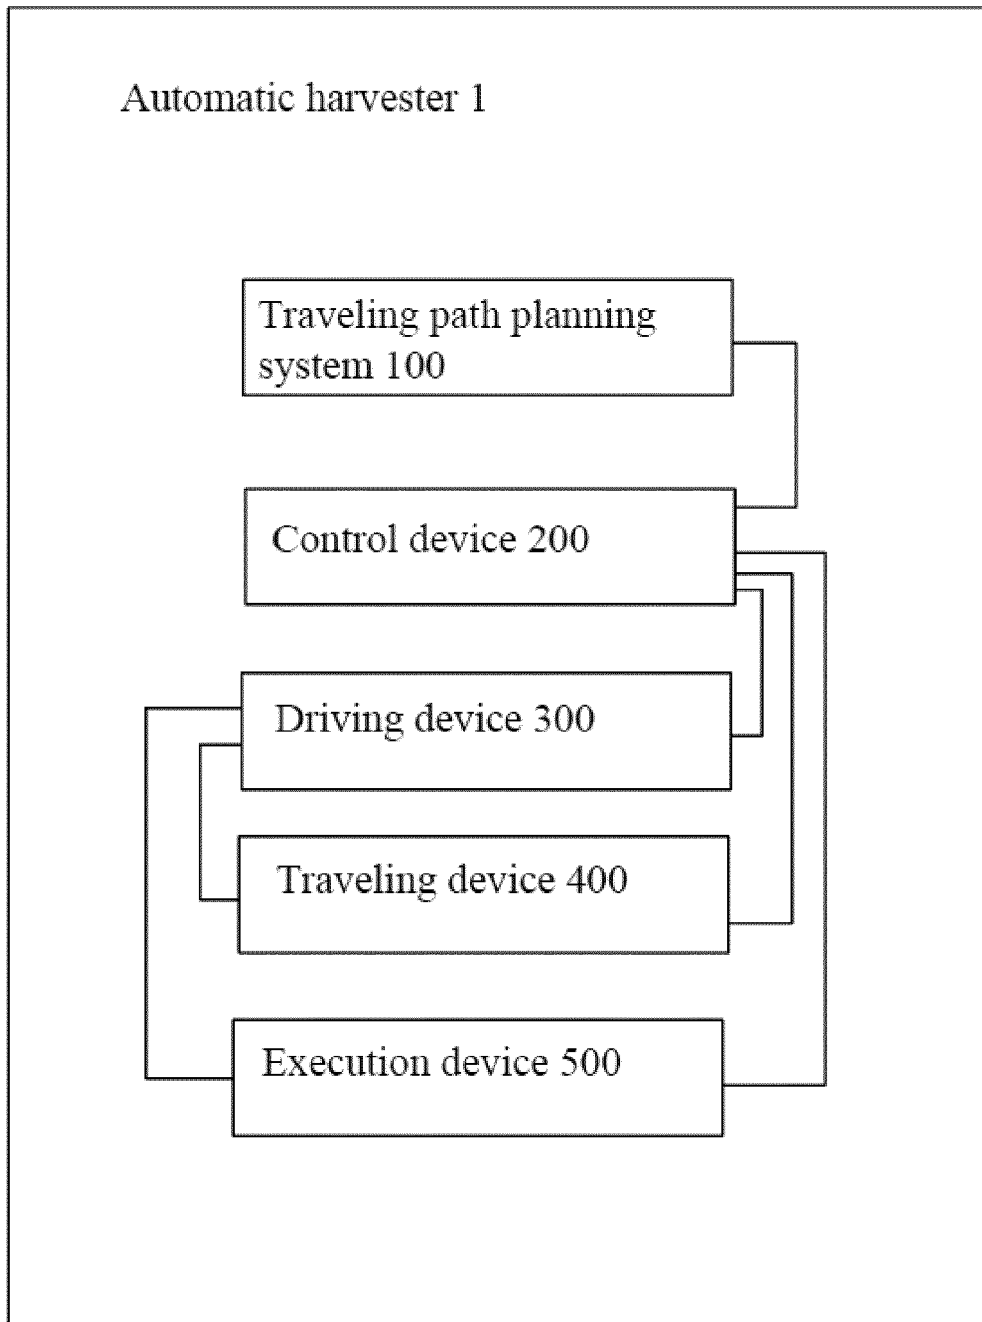 Automatic harvester 1
Traveling path planning
system 100
Control device 200
Driving device 300
Traveling device 400
Execution device 500